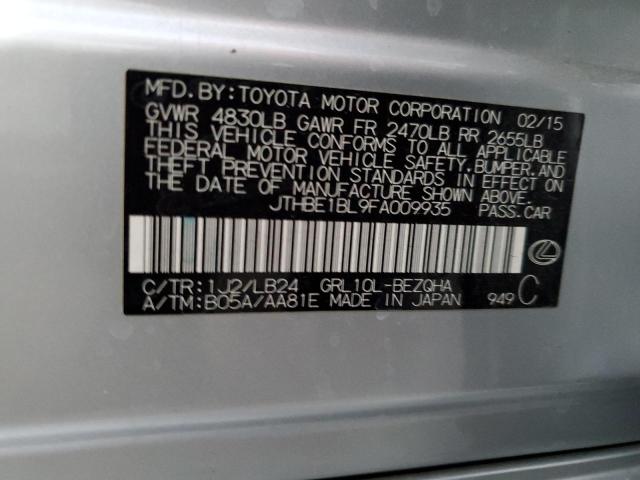 MFD. BY: TOYOTA MOTOR CORPORATION 02/15
GVWR 4830LB GAWR FR 2470LB RR 2655LB
THIS VEHICLE CONFORMS TO ALL APPLICABLE
FEDERAL MOTOR VEHICLE SAFETY, BUMPER, AND
THEFT PREVENTION STANDARDS IN EFFECT ON
THE DATE OF MANUFACTURE SHOWN ABOVE.
JTHBE1BL9FA009935 PASS. CAR
C/TR: 1J2/LB24 GRL10L-BEZQHA
A/TM: B05A/AA81E MADE IN JAPAN 949 C